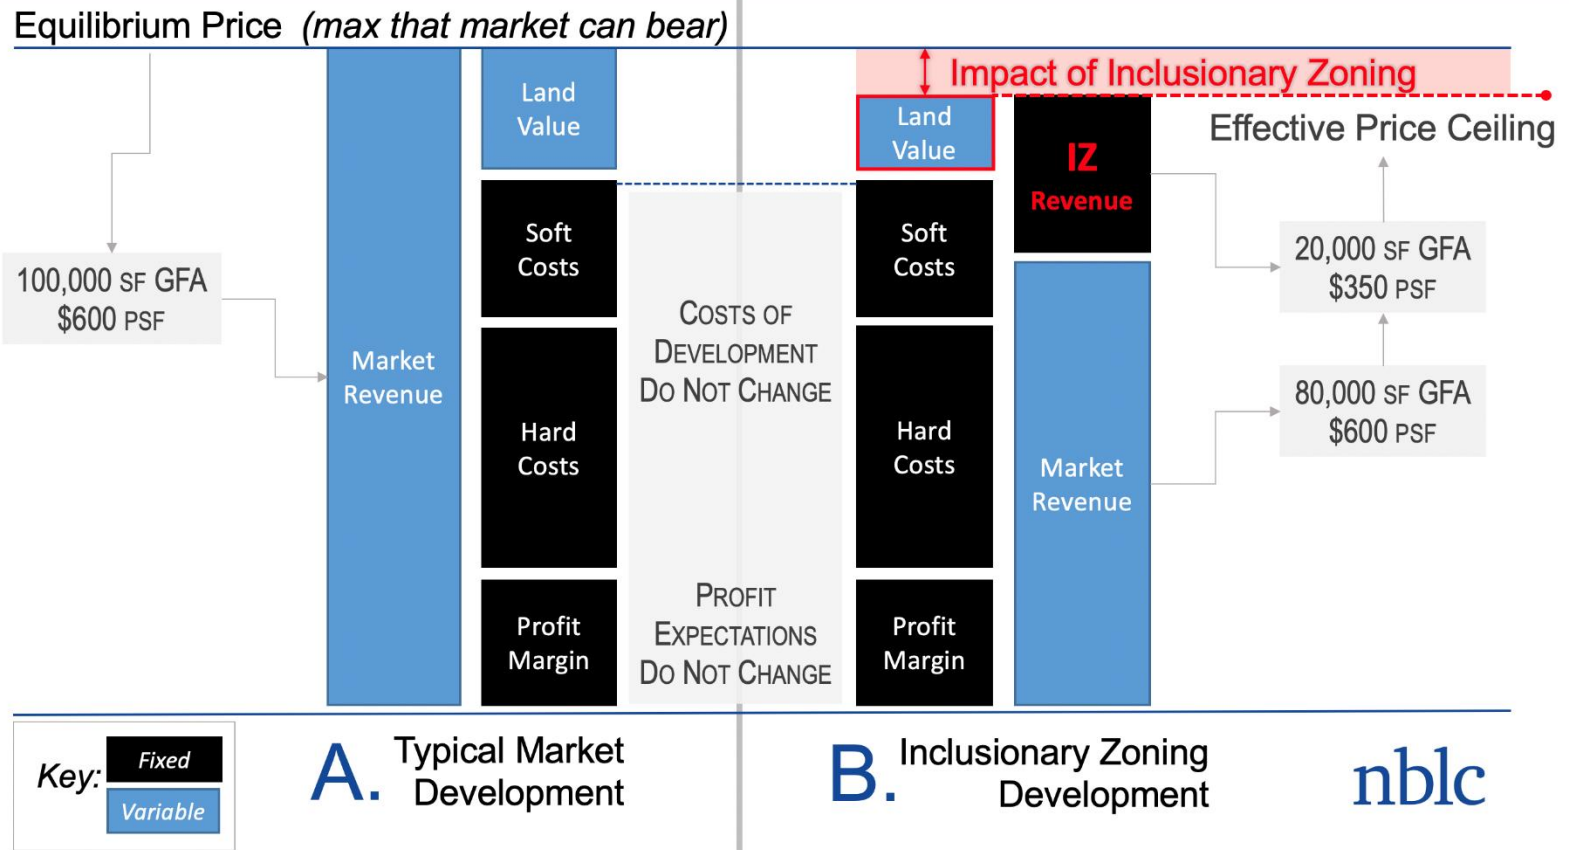 Equilibrium Price (max that market can bear)
100,000 SF GFA
$600 PSF
Market
Revenue
Land
Value
Soft
Costs
Hard
Costs
Profit
Margin
COSTS OF
DEVELOPMENT
DO NOT CHANGE
PROFIT
EXPECTATIONS
DO NOT CHANGE
Impact of Inclusionary Zoning
Land
Value
Soft
Costs
Hard
Costs
Profit
Margin
IZ
Revenue
Market
Revenue
Effective Price Ceiling
20,000 SF GFA
$350 PSF
80,000 SF GFA
$600 PSF
Key:
Fixed
Variable
A. Typical Market
Development
B. Inclusionary Zoning
Development
nblc